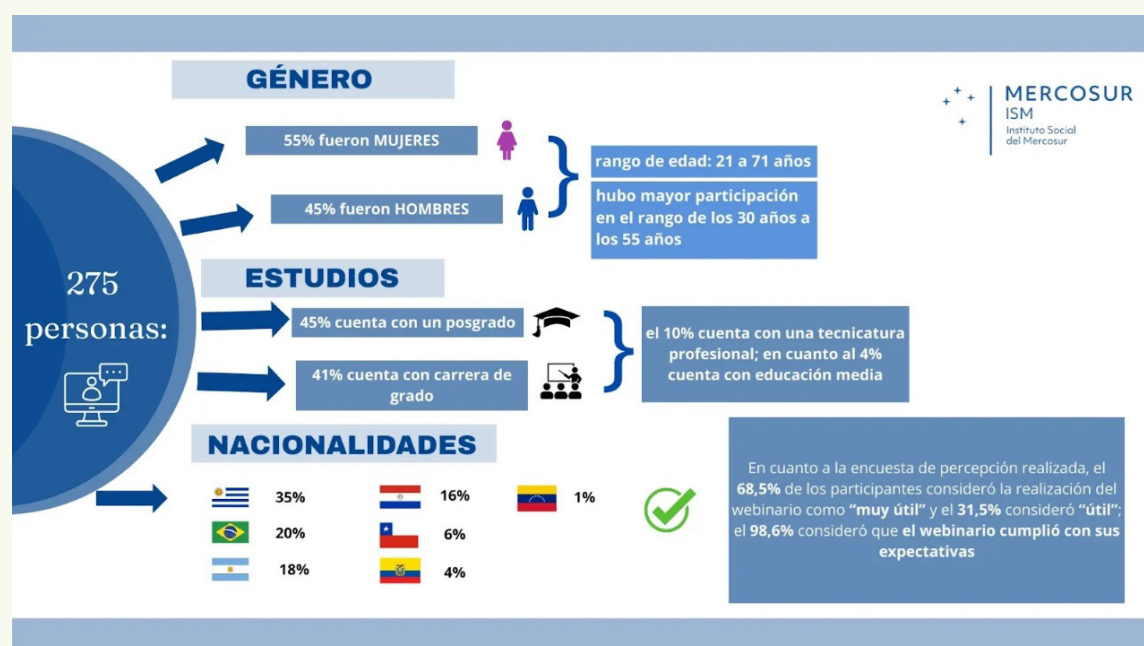 GÉNERO
55% fueron MUJERES
45% fueron HOMBRES
rango de edad: 21 a 71 años
hubo mayor participación
en el rango de los 30 años a
los 55 años
MERCOSUR
ISM
Instituto Social
del Mercosur
275
personas:
ESTUDIOS
45% cuenta con un posgrado
41% cuenta con carrera de
grado
el 10% cuenta con una tecnicatura
profesional; en cuanto al 4%
cuenta con educación media
NACIONALIDADES
35%
20%
18%
16%
6%
4%
1%
En cuanto a la encuesta de percepción realizada, el
68,5% de los participantes consideró la realización del
webinario como “muy útil” y el 31,5% consideró “útil”;
el 98,6% consideró que el webinario cumplió con sus
expectativas